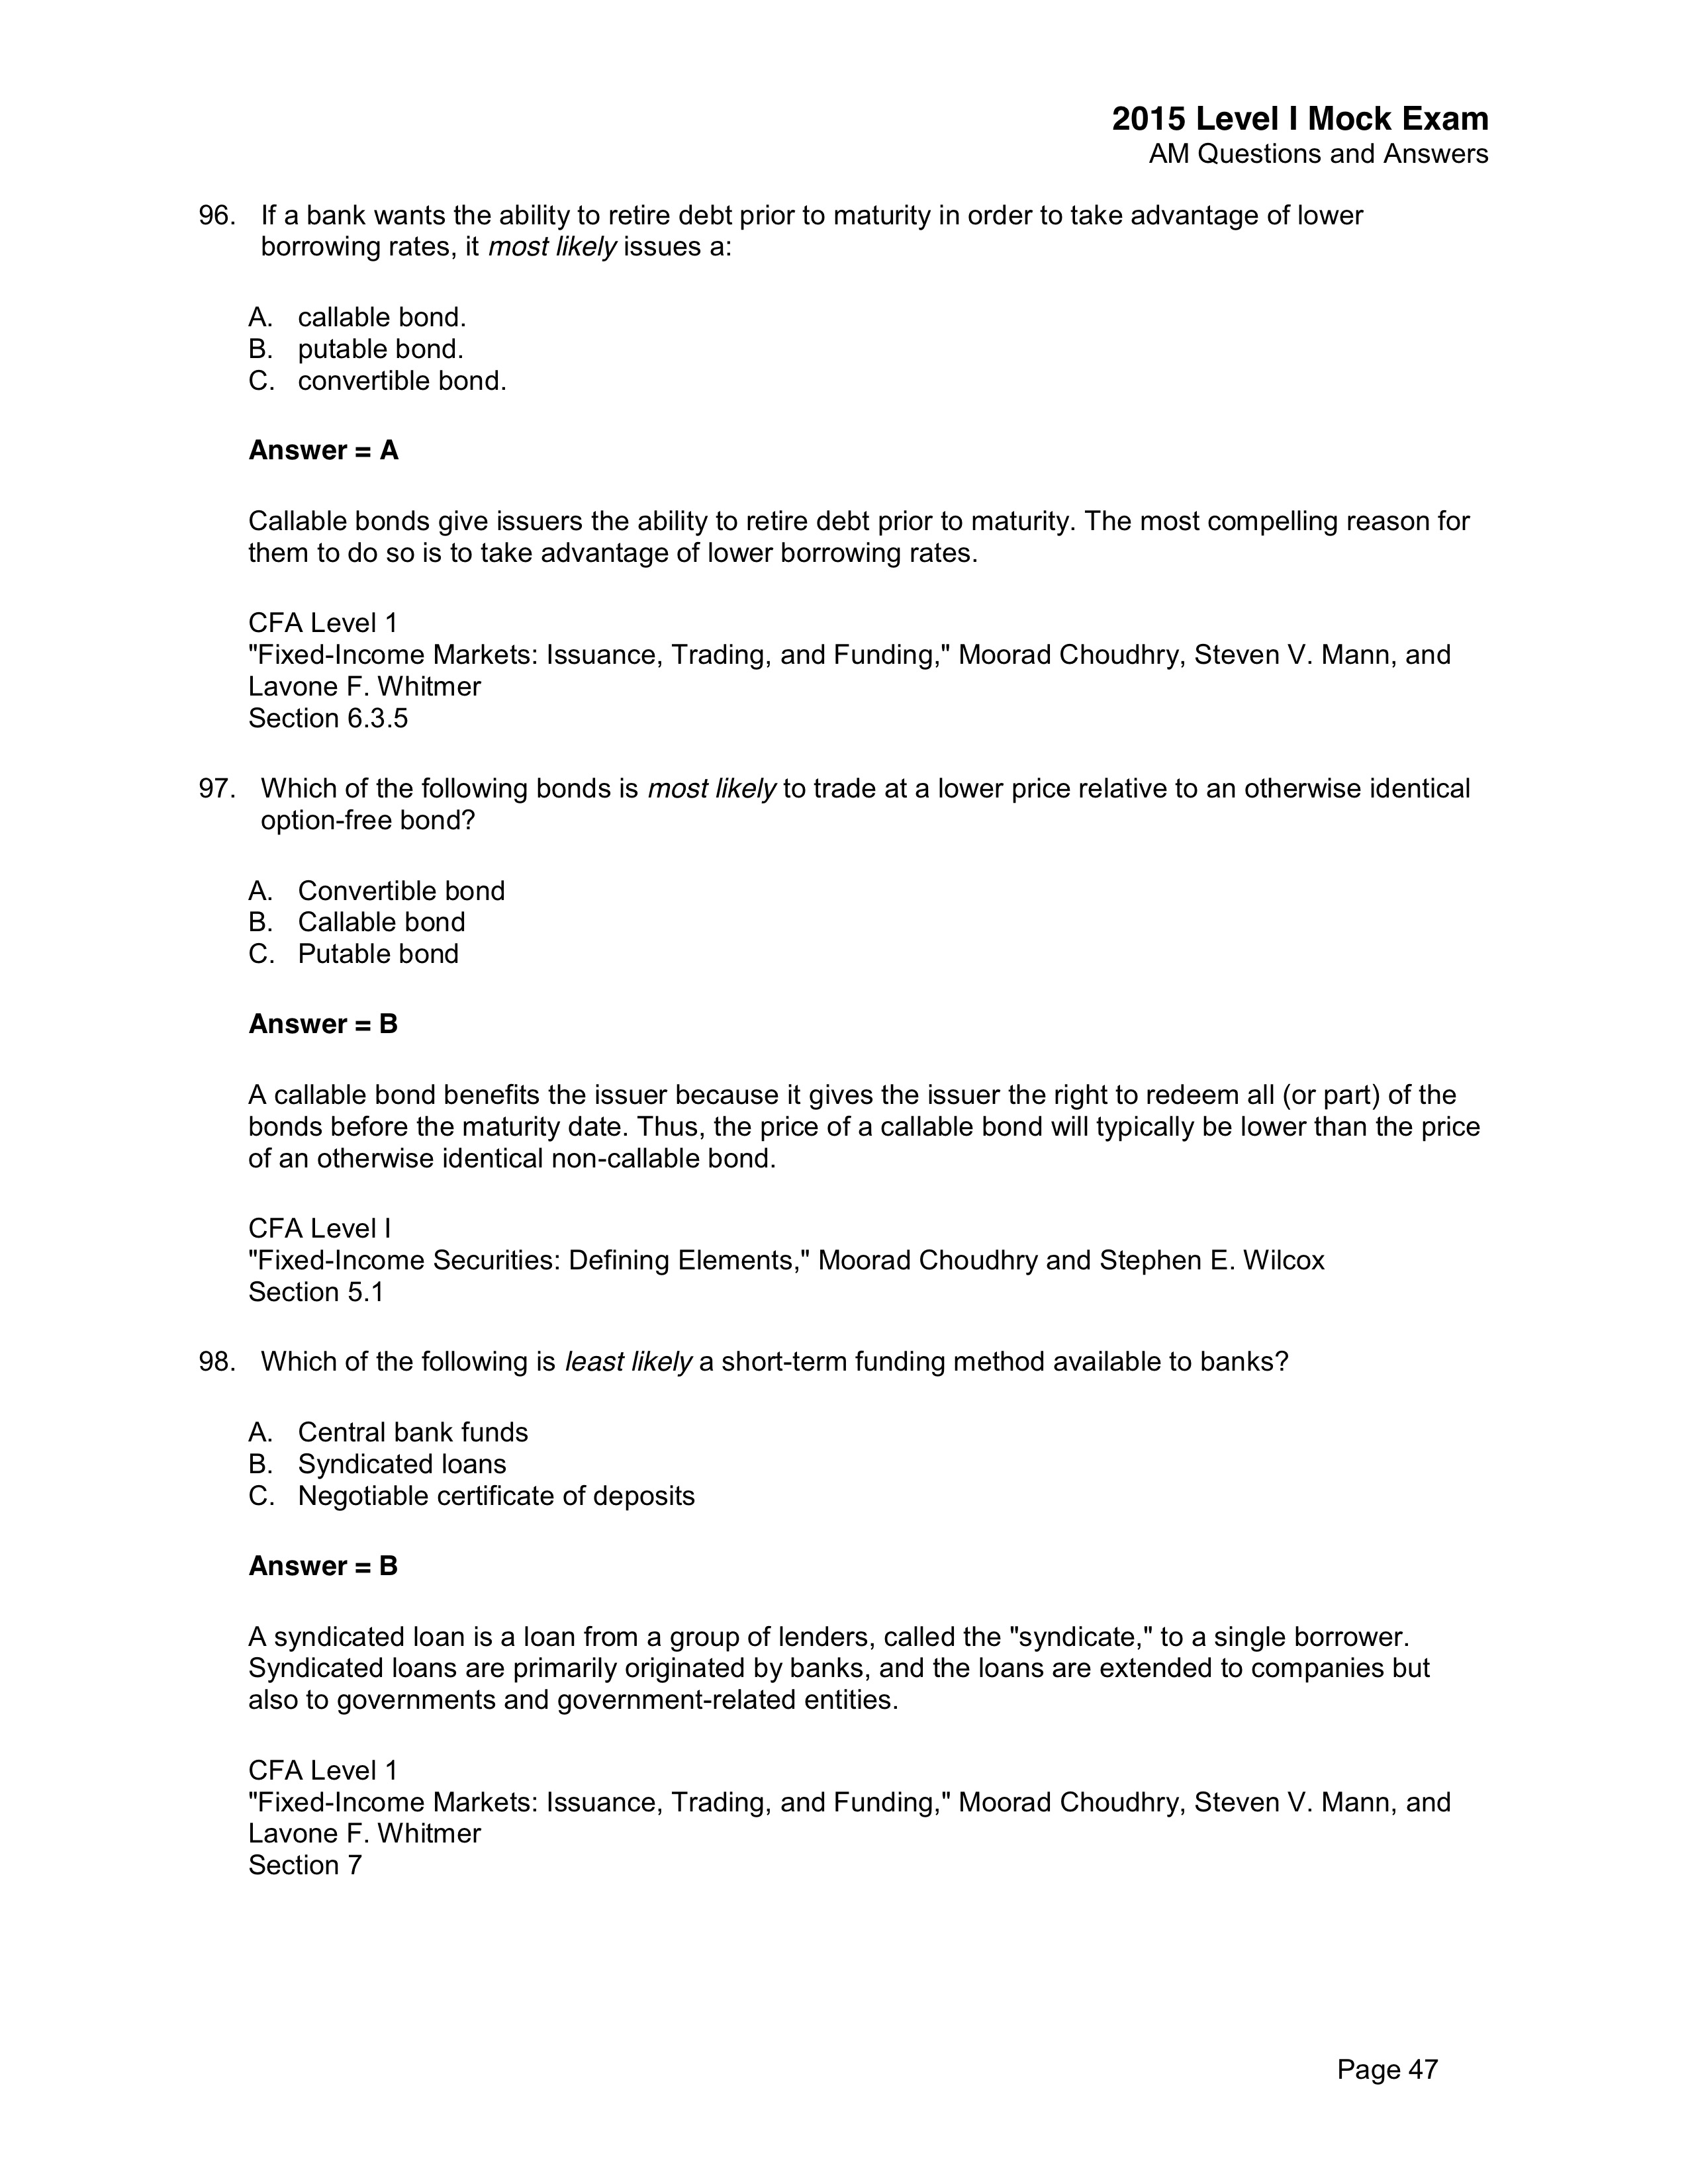 2015 Level I Mock Exam
AM Questions and Answers
96. If a bank wants the ability to retire debt prior to maturity in order to take advantage of lower
borrowing rates, it most likely issues a:
A. callable bond.
B. putable bond.
C. convertible bond.
Answer = A
Callable bonds give issuers the ability to retire debt prior to maturity. The most compelling reason for
them to do so is to take advantage of lower borrowing rates.
CFA Level 1
"Fixed-Income Markets: Issuance, Trading, and Funding," Moorad Choudhry, Steven V. Mann, and
Lavone F. Whitmer
Section 6.3.5
97. Which of the following bonds is most likely to trade at a lower price relative to an otherwise identical
option-free bond?
A. Convertible bond
B. Callable bond
C. Putable bond
Answer = B
A callable bond benefits the issuer because it gives the issuer the right to redeem all (or part) of the
bonds before the maturity date. Thus, the price of a callable bond will typically be lower than the price
of an otherwise identical non-callable bond.
CFA Level I
"Fixed-Income Securities: Defining Elements," Moorad Choudhry and Stephen E. Wilcox
Section 5.1
98. Which of the following is least likely a short-term funding method available to banks?
A. Central bank funds
B. Syndicated loans
C. Negotiable certificate of deposits
Answer = B
A syndicated loan is a loan from a group of lenders, called the "syndicate," to a single borrower.
Syndicated loans are primarily originated by banks, and the loans are extended to companies but
also to governments and government-related entities.
CFA Level 1
"Fixed-Income Markets: Issuance, Trading, and Funding," Moorad Choudhry, Steven V. Mann, and
Lavone F. Whitmer
Section 7
Page 47